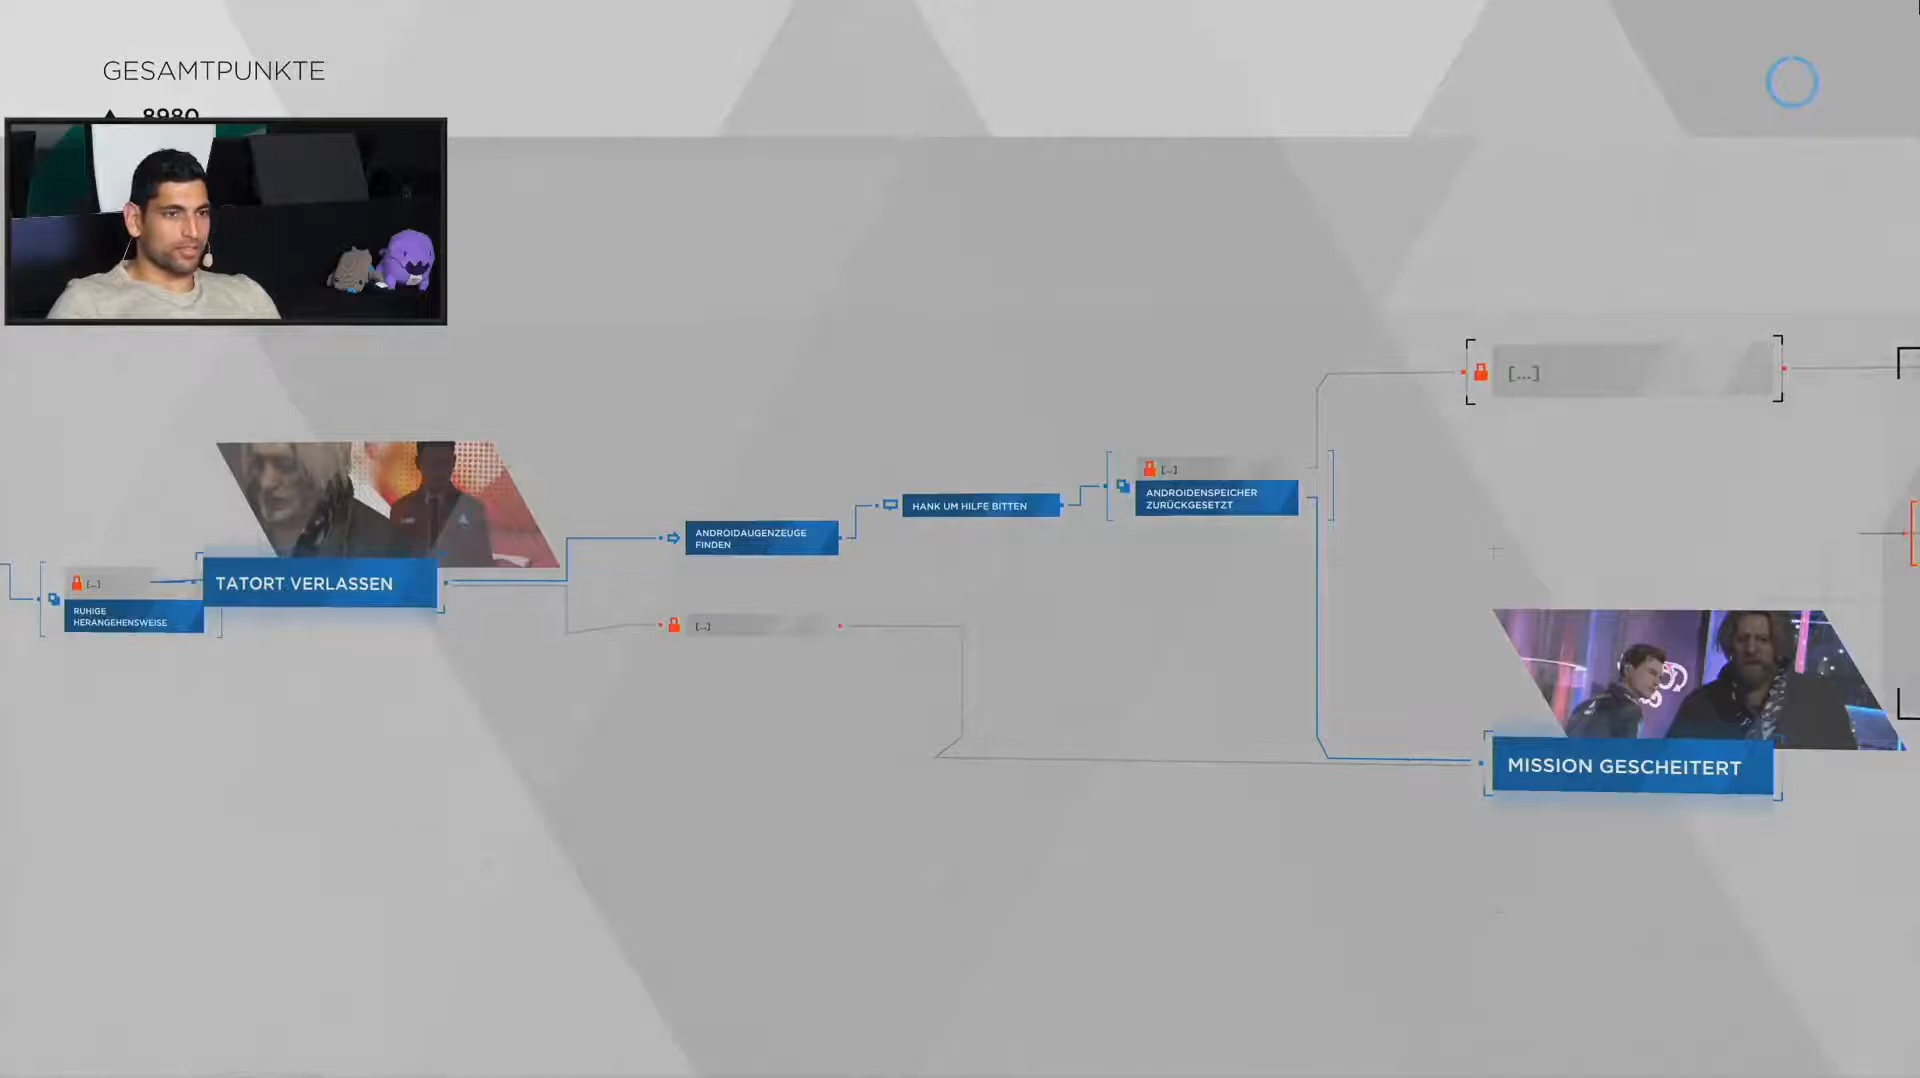 GESAMTPUNKTE
8980
[...]
HANK UM HILFE BITTEN
[...]
ANDROIDENSPEICHER
ZURÜCKGESETZT
ANDROIDAUGENZEUGE
FINDEN
TATORT VERLASSEN
[...]
RUHIGE
HERANGEHENSWEISE
[...]
MISSION GESCHEITERT